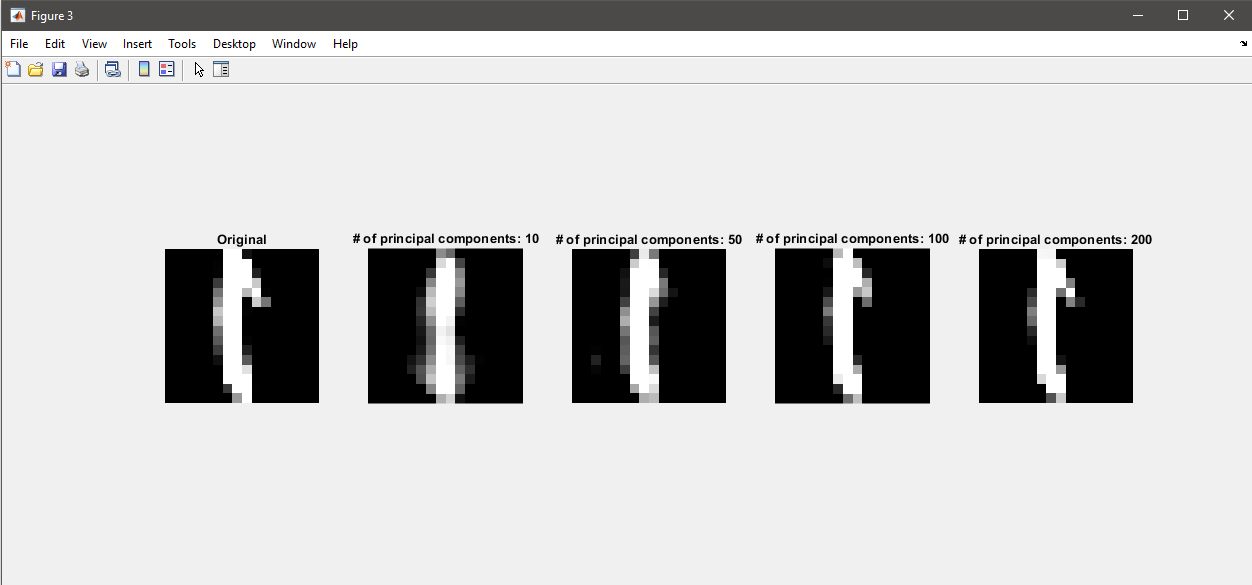 Figure 3
File Edit View Insert Tools Desktop Window Help
Original
# of principal components: 10
# of principal components: 50
# of principal components: 100
# of principal components: 200